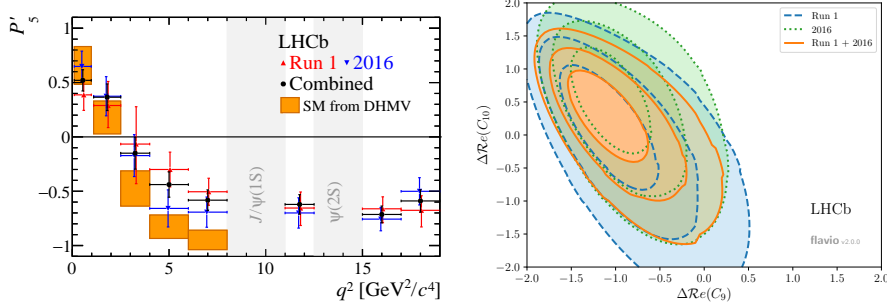 P′5
LHCb
Run 1 2016
Combined
SM from DHMV
J/ψ(1S)
ψ(2S)
1
0.5
0
−0.5
−1
0 5 10 15
q² [GeV²/c⁴]
Run 1
2016
Run 1 + 2016
LHCb
flavio v2.0.0
ΔRe(C₁₀)
2.0
1.5
1.0
0.5
0.0
−0.5
−1.0
−1.5
−2.0
−2.0 −1.5 −1.0 −0.5 0.0 0.5 1.0 1.5 2.0
ΔRe(C₉)